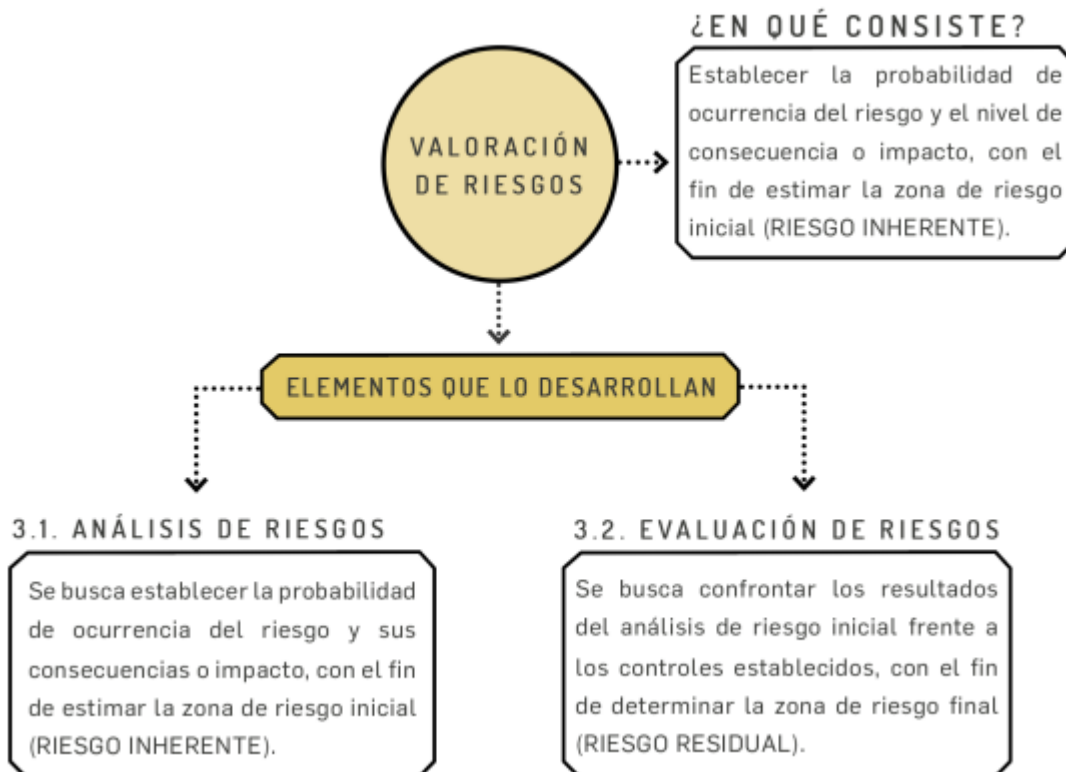 ¿EN QUÉ CONSISTE?
Establecer la probabilidad de
ocurrencia del riesgo y el nivel de
consecuencia o impacto, con el
fin de estimar la zona de riesgo
inicial (RIESGO INHERENTE).
VALORACIÓN
DE RIESGOS
ELEMENTOS QUE LO DESARROLLAN
3.1. ANÁLISIS DE RIESGOS
Se busca establecer la probabilidad
de ocurrencia del riesgo y sus
consecuencias o impacto, con el fin
de estimar la zona de riesgo inicial
(RIESGO INHERENTE).
3.2. EVALUACIÓN DE RIESGOS
Se busca confrontar los resultados
del análisis de riesgo inicial frente a
los controles establecidos, con el fin
de determinar la zona de riesgo final
(RIESGO RESIDUAL).